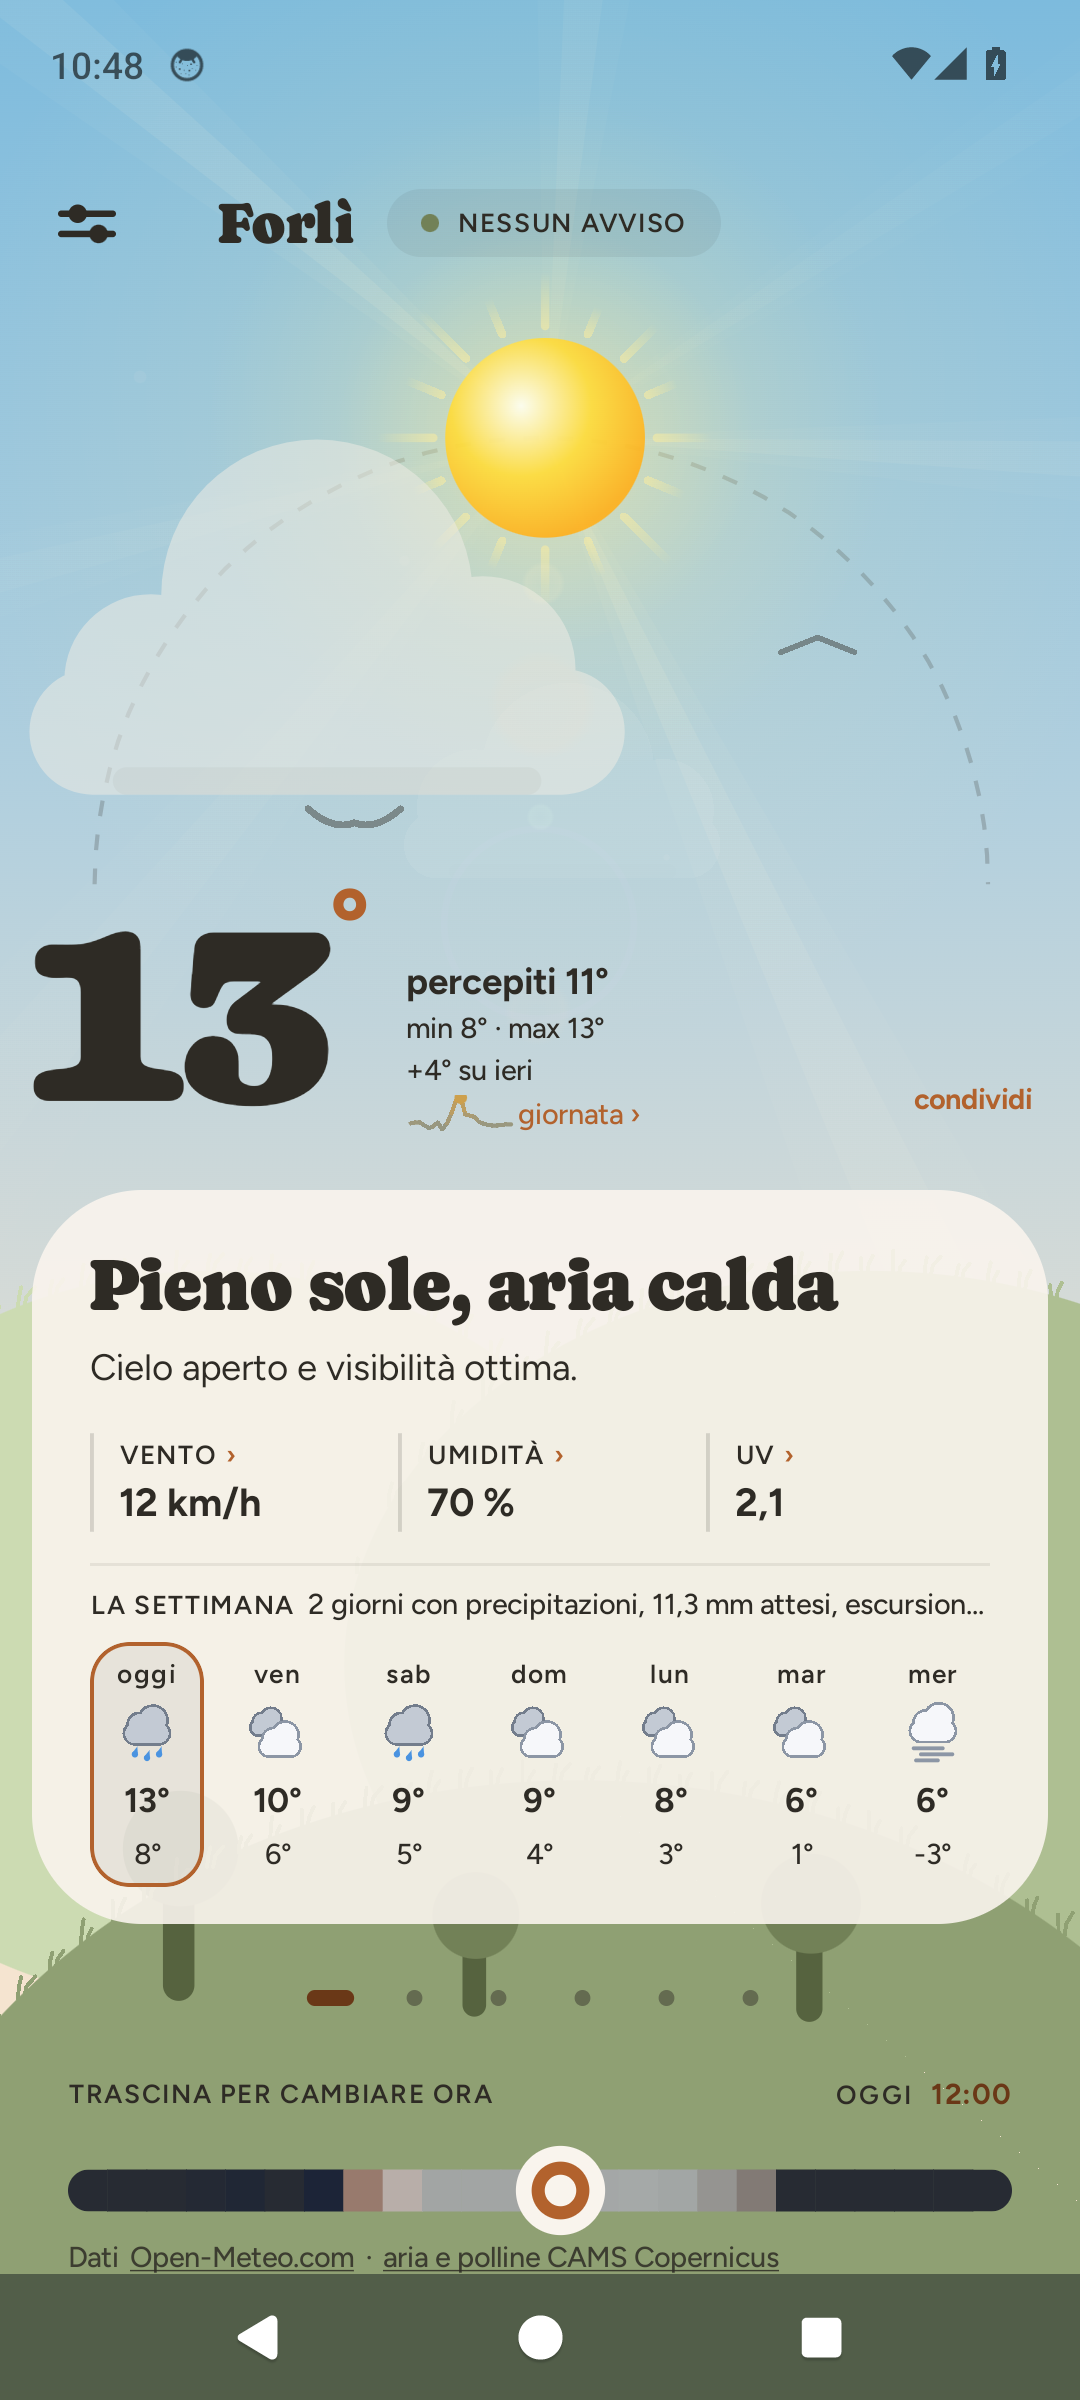 10:48
Forlì
NESSUN AVVISO
13°
percepiti 11°
min 8° · max 13°
+4° su ieri
giornata ›
condividi
Pieno sole, aria calda
Cielo aperto e visibilità ottima.
VENTO › UMIDITÀ › UV ›
12 km/h 70 % 2,1
LA SETTIMANA 2 giorni con precipitazioni, 11,3 mm attesi, escursion...
oggi ven sab dom lun mar mer
13° 10° 9° 9° 8° 6° 6°
8° 6° 5° 4° 3° 1° -3°
TRASCINA PER CAMBIARE ORA OGGI 12:00
Dati Open-Meteo.com · aria e polline CAMS Copernicus